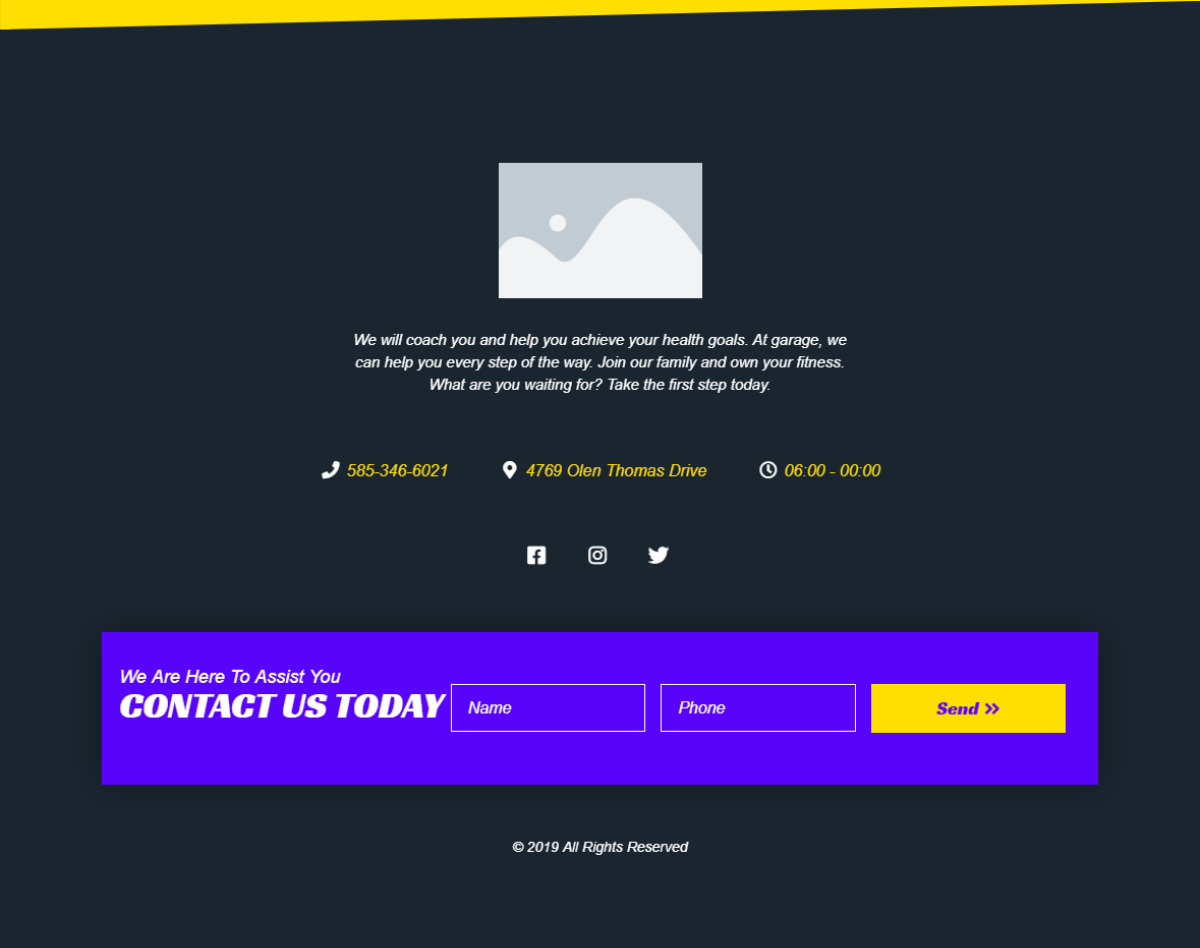 We will coach you and help you achieve your health goals. At garage, we
can help you every step of the way. Join our family and own your fitness.
What are you waiting for? Take the first step today.
585-346-6021
4769 Olen Thomas Drive
06:00 - 00:00
We Are Here To Assist You
CONTACT US TODAY
Name
Phone
Send
© 2019 All Rights Reserved